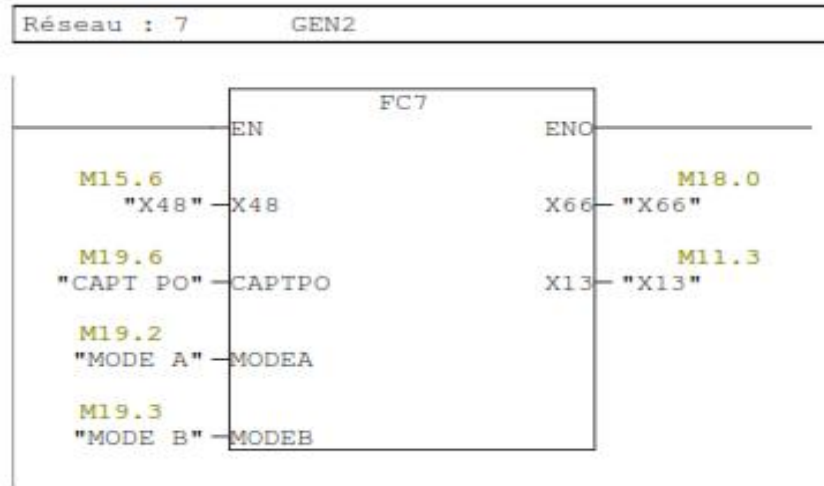 Réseau : 7 GEN2
FC7
EN ENO
M15.6 M18.0
"X48" X48 X66 "X66"
M19.6 M11.3
"CAPT PO" CAPTPO X13 "X13"
M19.2
"MODE A" MODEA
M19.3
"MODE B" MODEB